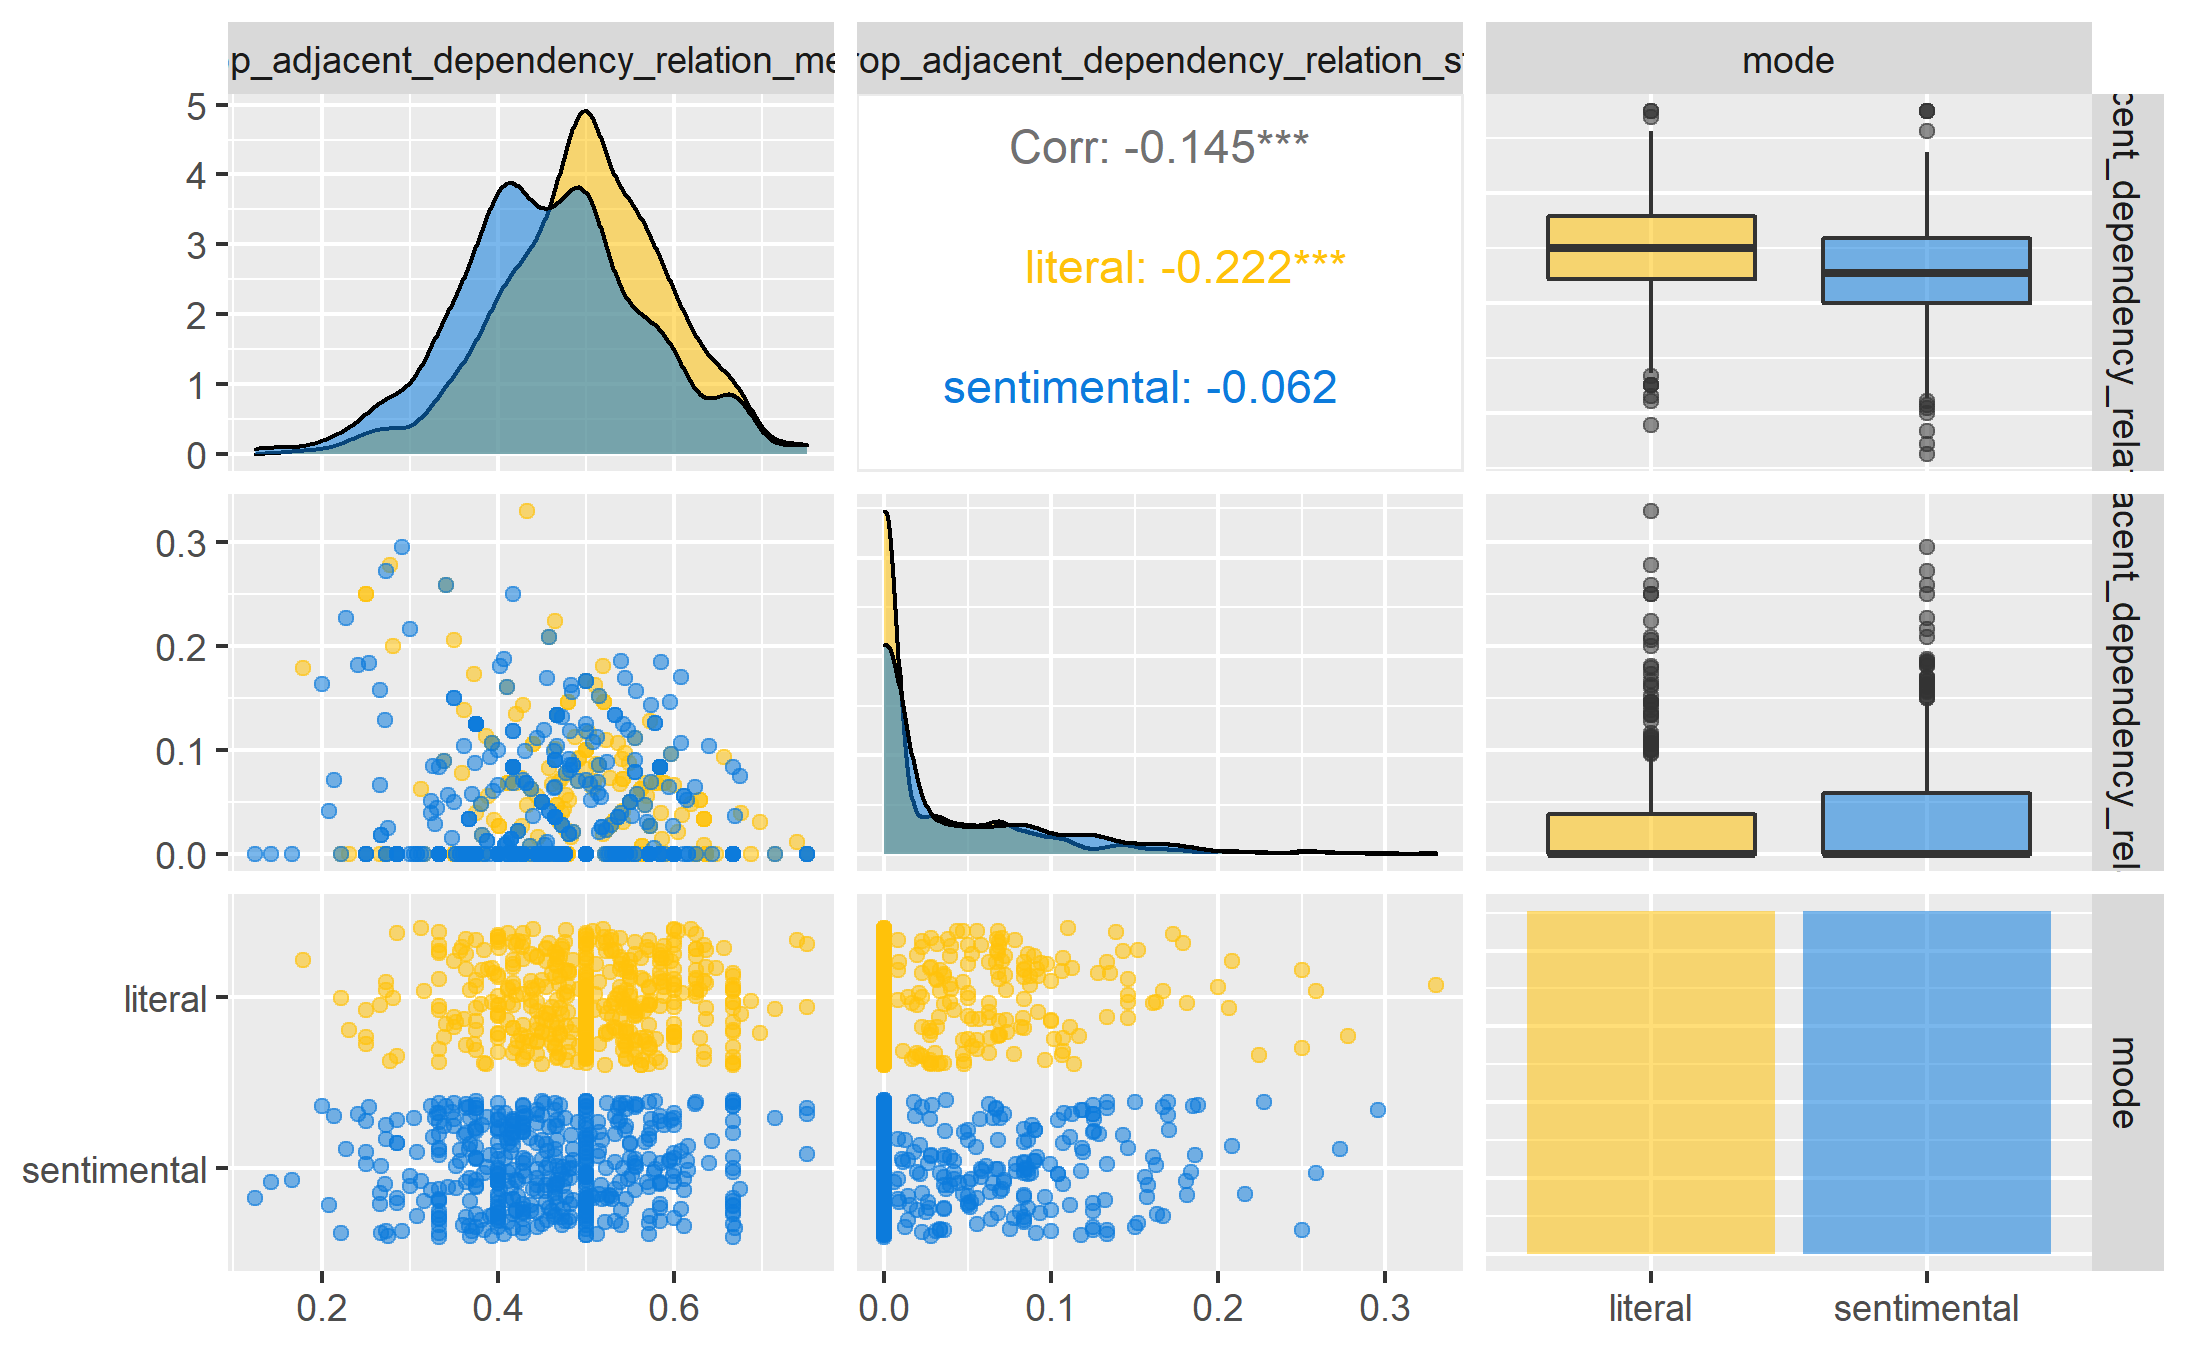 op_adjacent_dependency_relation_me
rop_adjacent_dependency_relation_st
mode
5
4
3
2
1
0
Corr: -0.145***
literal: -0.222***
sentimental: -0.062
cent_dependency_rela
0.3
0.2
0.1
0.0
acent_dependency_rel
literal
sentimental
mode
0.2 0.4 0.6
0.0 0.1 0.2 0.3
literal sentimental